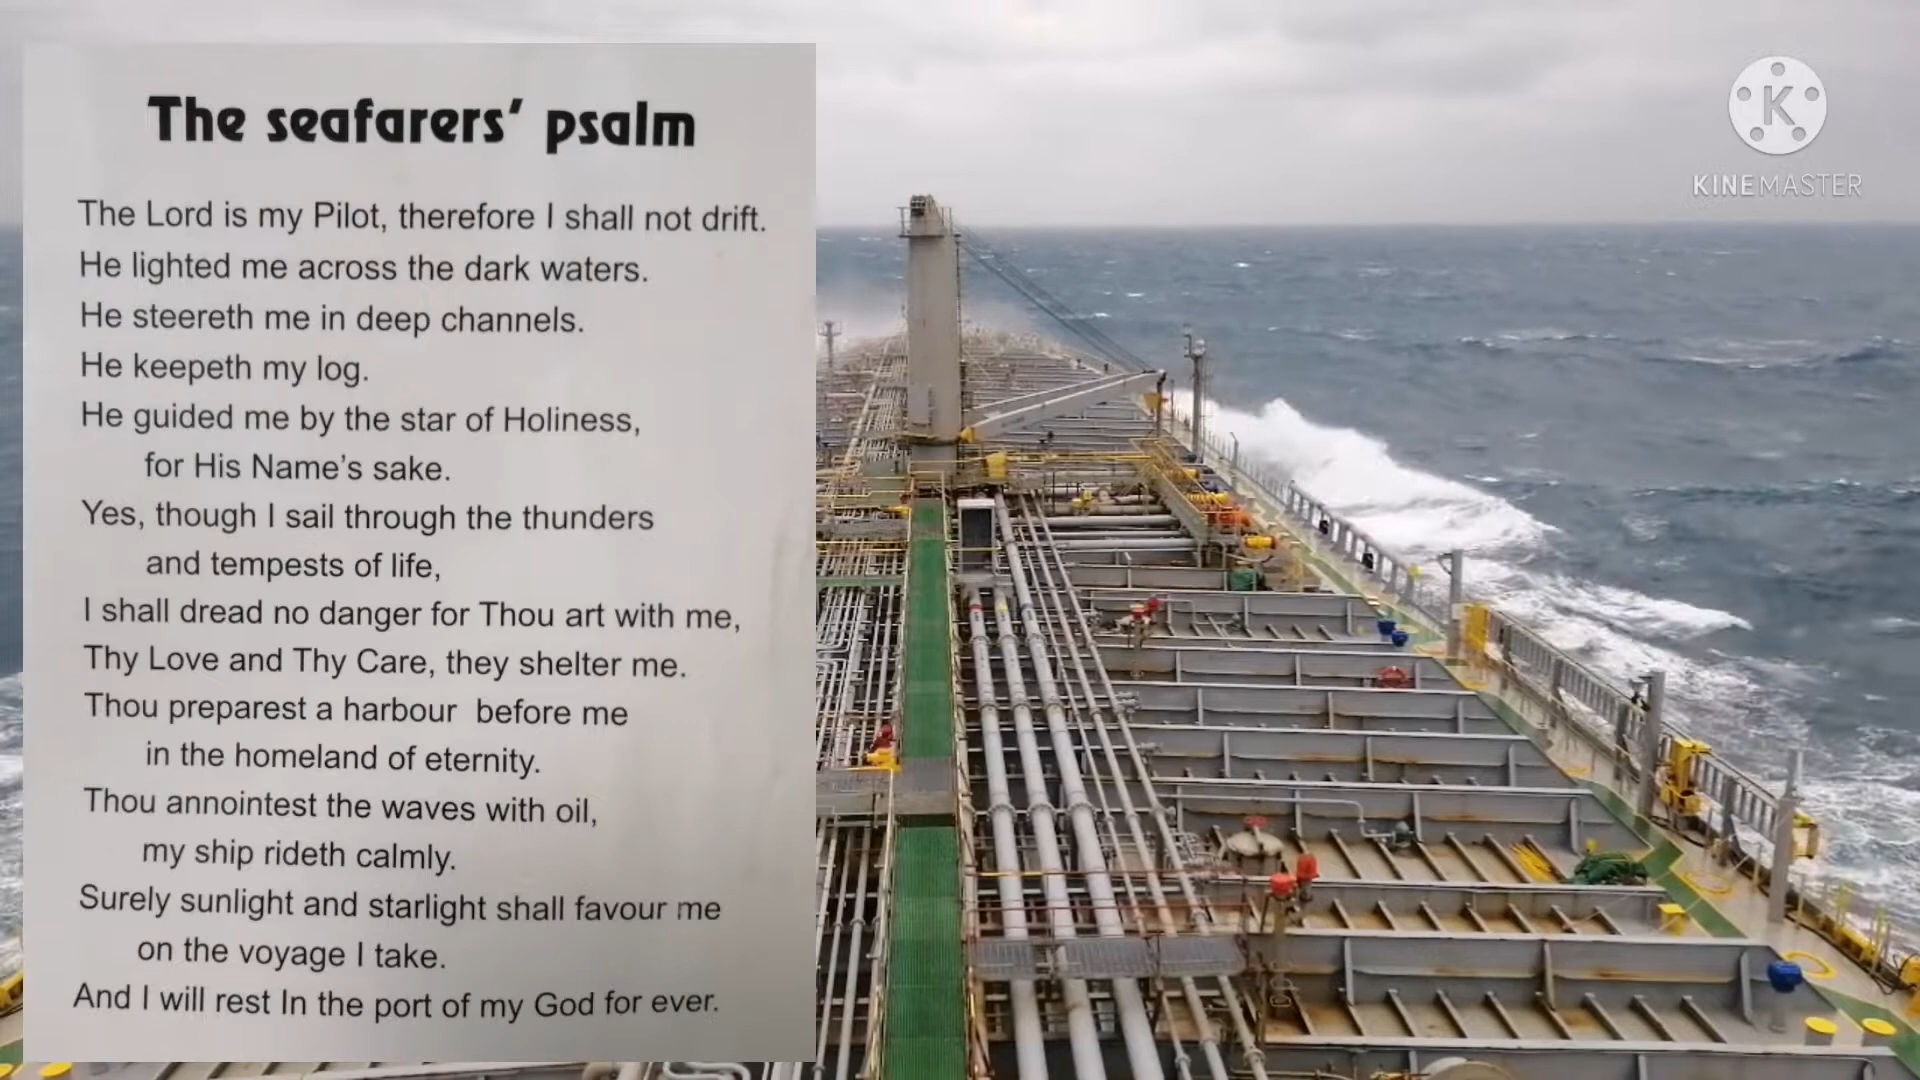 The seafarers' psalm
The Lord is my Pilot, therefore I shall not drift.
He lighted me across the dark waters.
He steereth me in deep channels.
He keepeth my log.
He guided me by the star of Holiness,
for His Name's sake.
Yes, though I sail through the thunders
and tempests of life,
I shall dread no danger for Thou art with me,
Thy Love and Thy Care, they shelter me.
Thou preparest a harbour before me
in the homeland of eternity.
Thou annointest the waves with oil,
my ship rideth calmly.
Surely sunlight and starlight shall favour me
on the voyage I take.
And I will rest In the port of my God for ever.
K
KINEMASTER